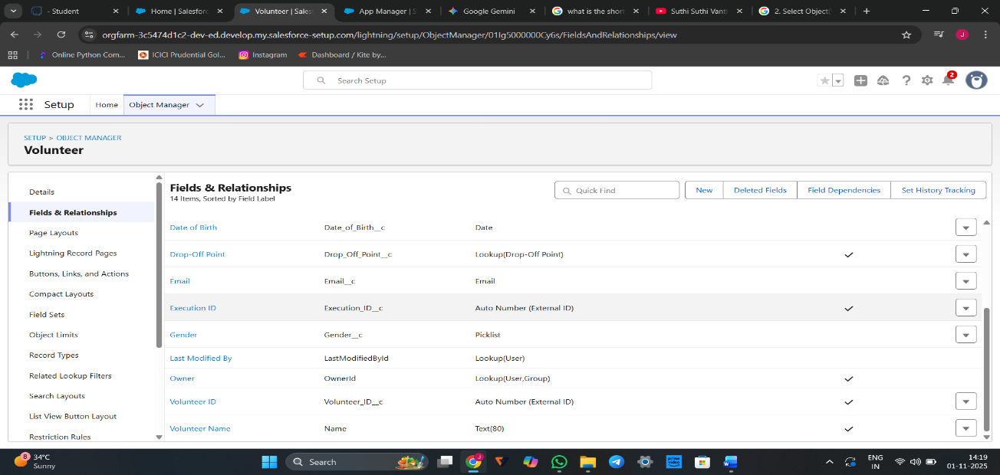 - Student
Home | Salesforc
Volunteer | Sales
App Manager | S
Google Gemini
what is the short
Suthi Suthi Vanth
2. Select Object(
orgfarm-3c5474d1c2-dev-ed.develop.my.salesforce-setup.com/lightning/setup/ObjectManager/01Ig5000000Cy6s/FieldsAndRelationships/view
J
Online Python Com...
ICICI Prudential Gol...
Instagram
Dashboard / Kite by...
Search Setup
2
Setup
Home
Object Manager
SETUP > OBJECT MANAGER
Volunteer
Details
Fields & Relationships
Page Layouts
Lightning Record Pages
Buttons, Links, and Actions
Compact Layouts
Field Sets
Object Limits
Record Types
Related Lookup Filters
Search Layouts
List View Button Layout
Restriction Rules
Fields & Relationships
14 Items, Sorted by Field Label
Quick Find
New
Deleted Fields
Field Dependencies
Set History Tracking
Date of Birth Date_of_Birth__c Date
Drop-Off Point Drop_Off_Point__c Lookup(Drop-Off Point)
Email Email__c Email
Execution ID Execution_ID__c Auto Number (External ID)
Gender Gender__c Picklist
Last Modified By LastModifiedById Lookup(User)
Owner OwnerId Lookup(User,Group)
Volunteer ID Volunteer_ID__c Auto Number (External ID)
Volunteer Name Name Text(80)
8
34°C
Sunny
Search
J
prime video
W
ENG
IN
14:19
01-11-2025